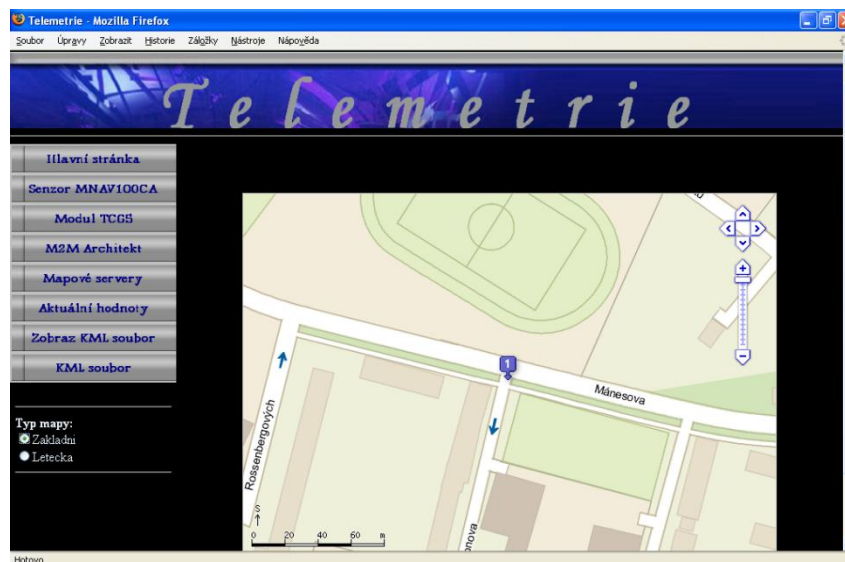 Telemetrie - Mozilla Firefox
Soubor Úpravy Zobrazit Historie Záložky Nástroje Nápověda
Telemetrie
Hlavní stránka
Senzor MNAV100CA
Modul TCGS
M2M Architekt
Mapové servery
Aktuální hodnoty
Zobraz KML soubor
KML soubor
Typ mapy:
Zakladni
Letecka
1
Mánesova
Rossenbergových
S
0 20 40 60 m
Hotovo